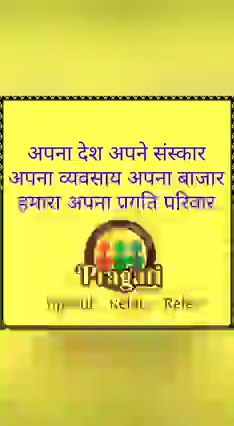 अपना देश अपने संस्कार
अपना व्यवसाय अपना बाजार
हमारा अपना प्रगति परिवार
Pragati